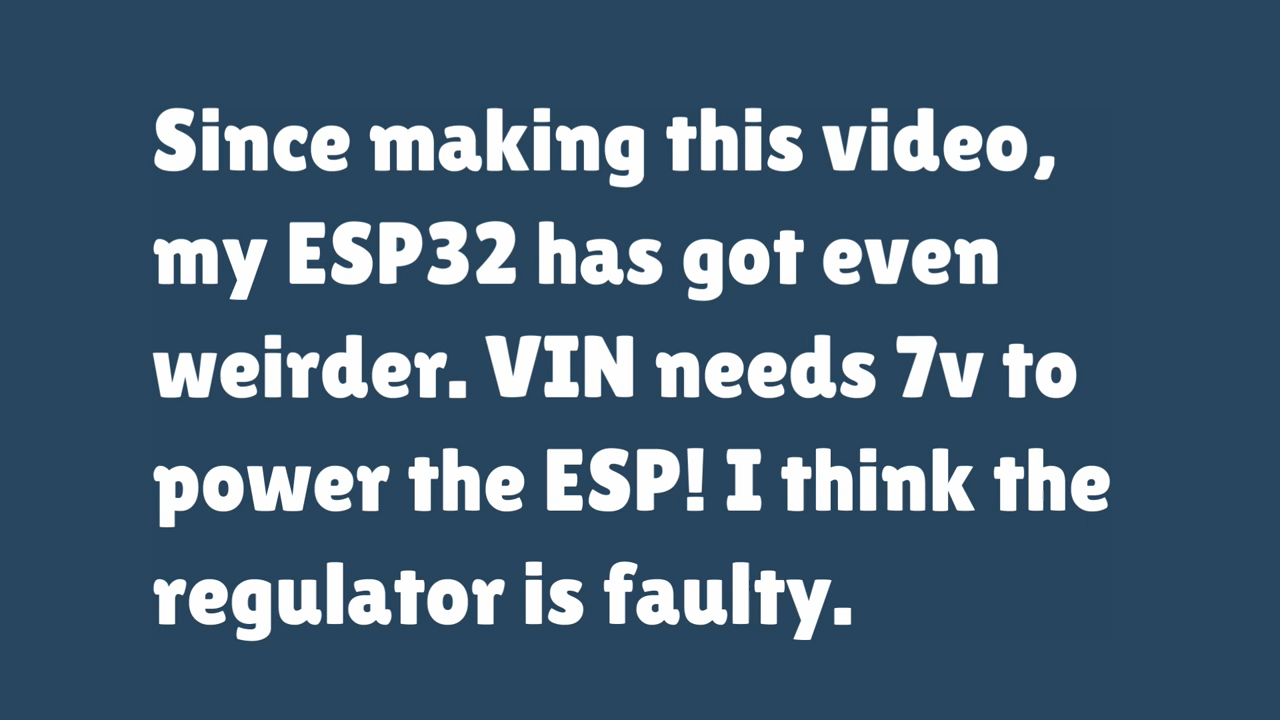 Since making this video,
my ESP32 has got even
weirder. VIN needs 7v to
power the ESP! I think the
regulator is faulty.